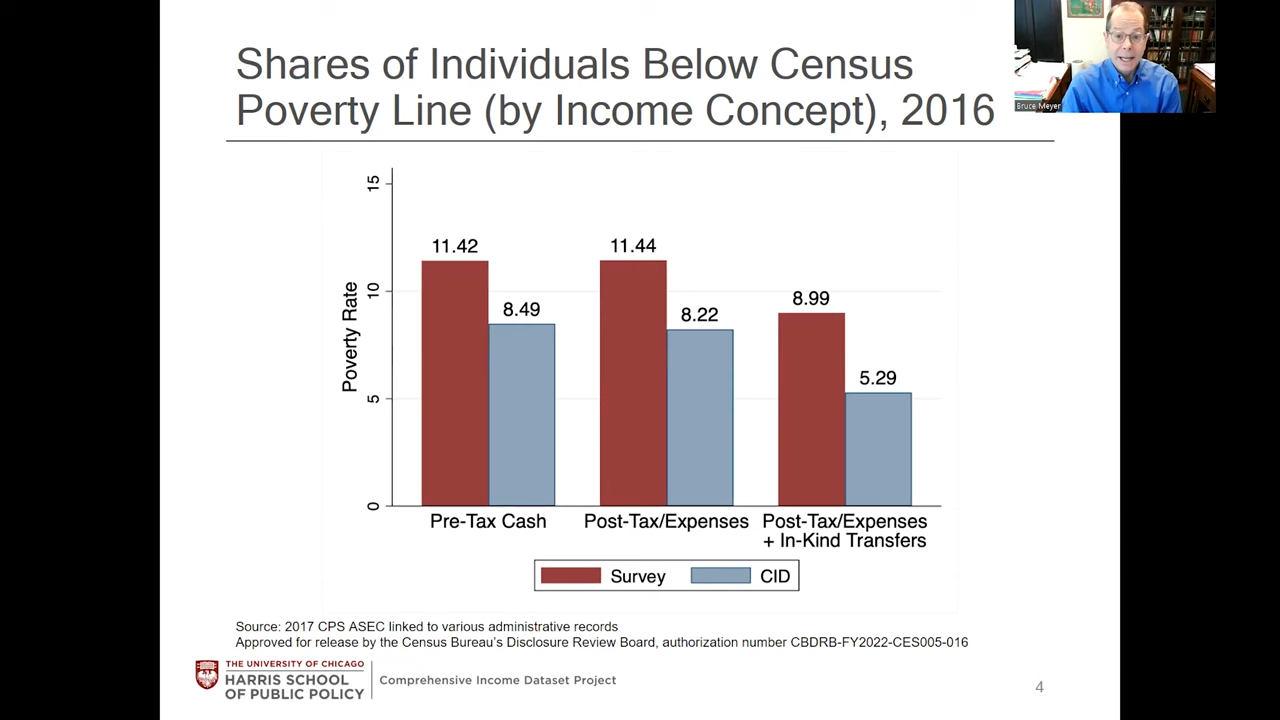 Shares of Individuals Below Census
Poverty Line (by Income Concept), 2016
Bruce Meyer
Poverty Rate
15
10
5
0
11.42
8.49
11.44
8.22
8.99
5.29
Pre-Tax Cash
Post-Tax/Expenses
Post-Tax/Expenses
+ In-Kind Transfers
Survey
CID
Source: 2017 CPS ASEC linked to various administrative records
Approved for release by the Census Bureau's Disclosure Review Board, authorization number CBDRB-FY2022-CES005-016
THE UNIVERSITY OF CHICAGO
HARRIS SCHOOL
OF PUBLIC POLICY
Comprehensive Income Dataset Project
4